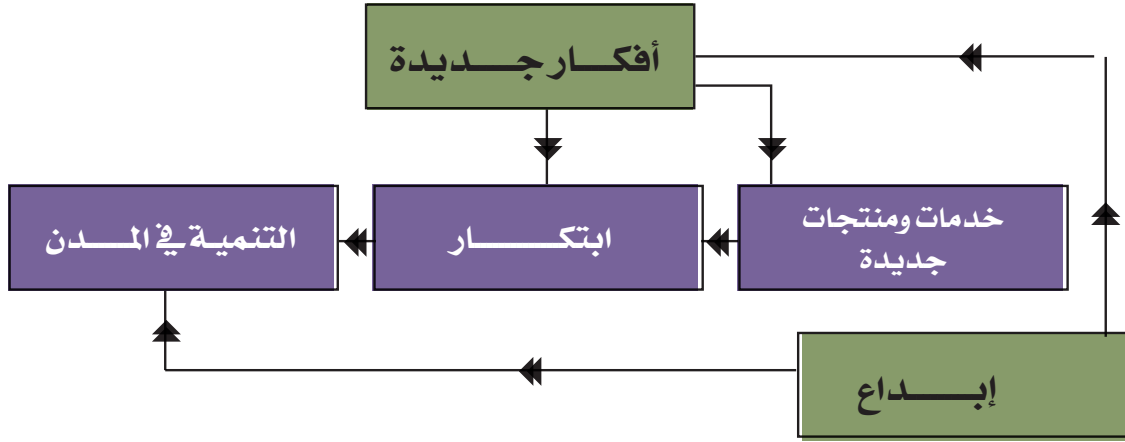 أفكار جديدة
خدمات ومنتجات
جديدة
ابتكار
التنمية في المدن
إبداع